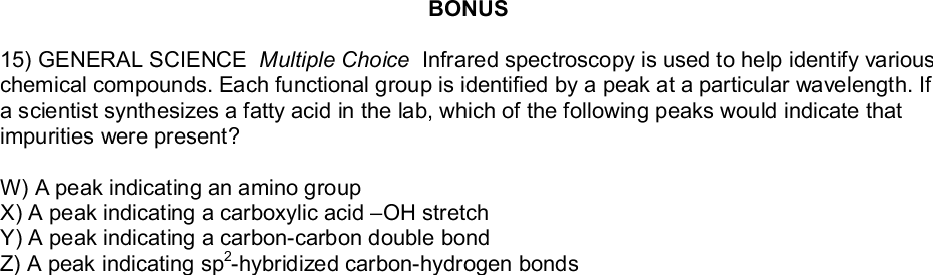 BONUS
15) GENERAL SCIENCE Multiple Choice Infrared spectroscopy is used to help identify various
chemical compounds. Each functional group is identified by a peak at a particular wavelength. If
a scientist synthesizes a fatty acid in the lab, which of the following peaks would indicate that
impurities were present?
W) A peak indicating an amino group
X) A peak indicating a carboxylic acid –OH stretch
Y) A peak indicating a carbon-carbon double bond
Z) A peak indicating sp²-hybridized carbon-hydrogen bonds